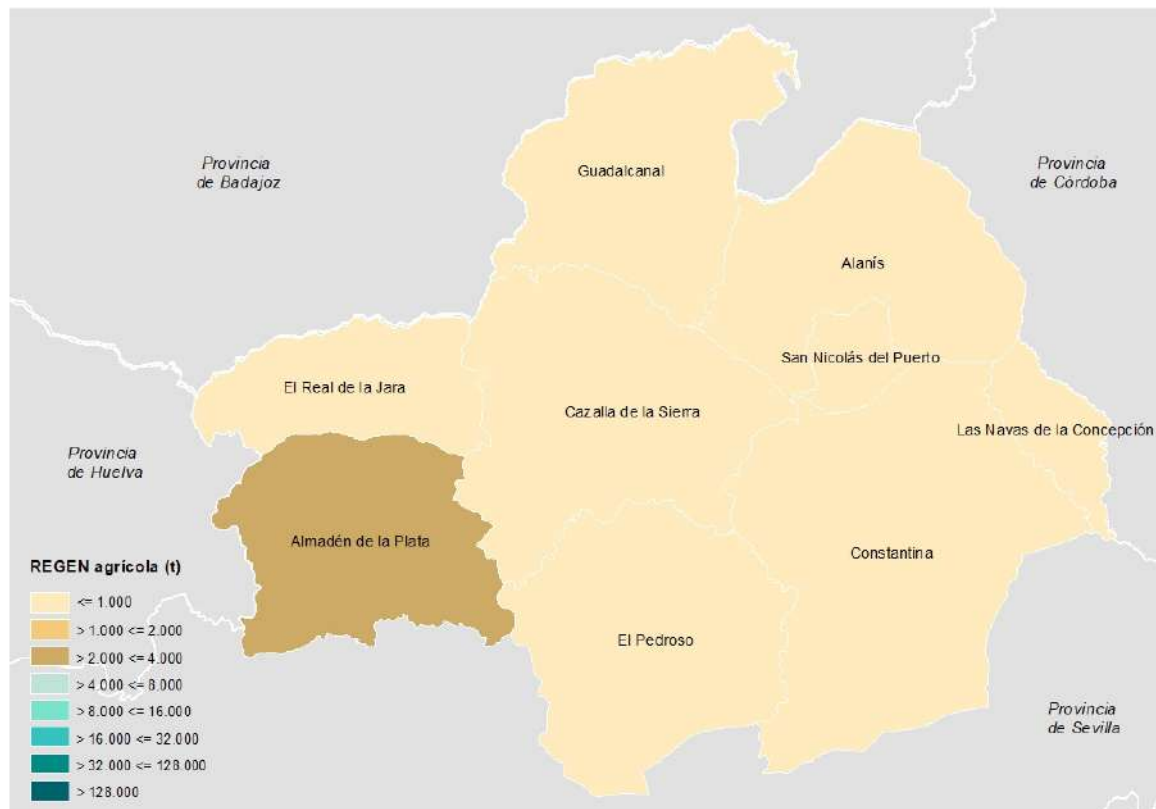 Provincia
de Badajoz
Guadalcanal
Provincia
de Córdoba
Alanís
San Nicolás del Puerto
El Real de la Jara
Cazalla de la Sierra
Las Navas de la Concepción
Provincia
de Huelva
Almadén de la Plata
Constantina
El Pedroso
Provincia
de Sevilla
REGEN agrícola (t)
<= 1.000
> 1.000 <= 2.000
> 2.000 <= 4.000
> 4.000 <= 8.000
> 8.000 <= 16.000
> 16.000 <= 32.000
> 32.000 <= 128.000
> 128.000